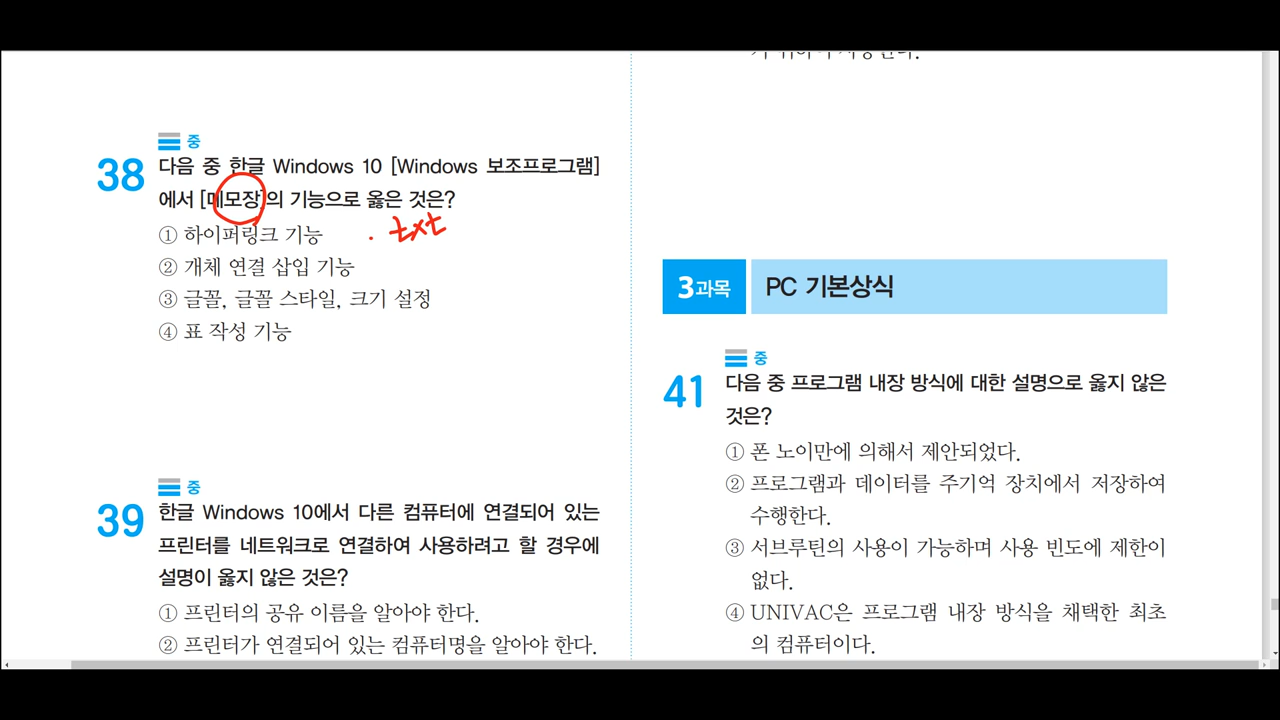 중
38
다음 중 한글 Windows 10 [Windows 보조프로그램]
에서 [메모장]의 기능으로 옳은 것은?
① 하이퍼링크 기능
. txt
② 개체 연결 삽입 기능
③ 글꼴, 글꼴 스타일, 크기 설정
④ 표 작성 기능
중
39
한글 Windows 10에서 다른 컴퓨터에 연결되어 있는
프린터를 네트워크로 연결하여 사용하려고 할 경우에
설명이 옳지 않은 것은?
① 프린터의 공유 이름을 알아야 한다.
② 프린터가 연결되어 있는 컴퓨터명을 알아야 한다.
3과목
PC 기본상식
중
41
다음 중 프로그램 내장 방식에 대한 설명으로 옳지 않은
것은?
① 폰 노이만에 의해서 제안되었다.
② 프로그램과 데이터를 주기억 장치에서 저장하여
수행한다.
③ 서브루틴의 사용이 가능하며 사용 빈도에 제한이
없다.
④ UNIVAC은 프로그램 내장 방식을 채택한 최초
의 컴퓨터이다.